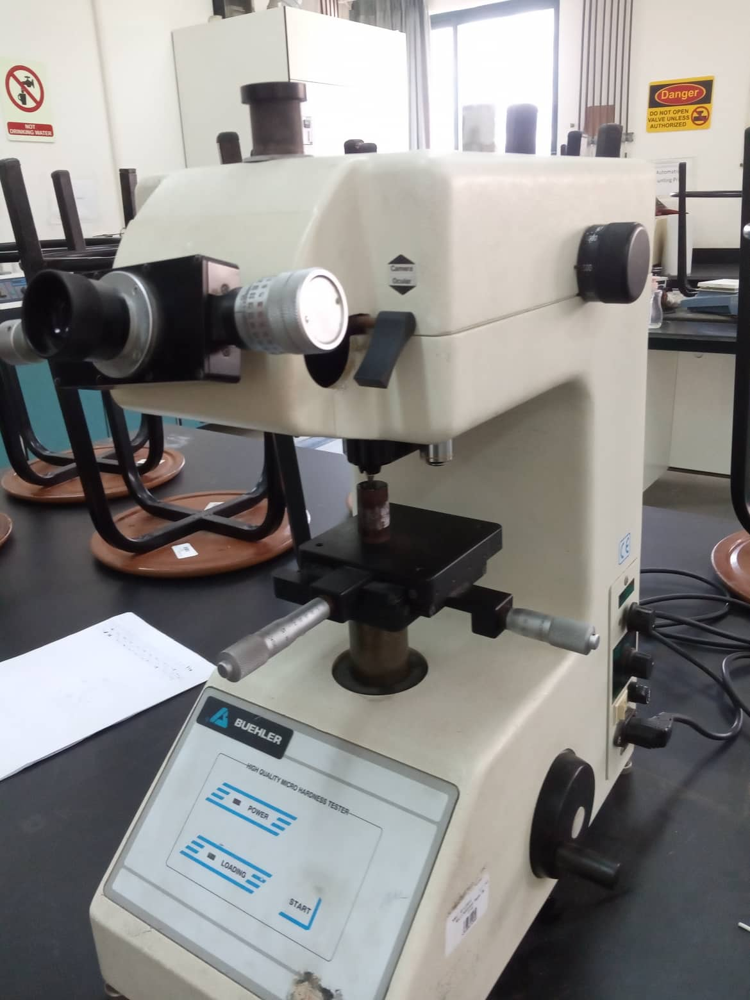 NOT
DRINKING WATER
Danger
DO NOT OPEN
VALVE UNLESS
AUTHORIZED
Camera
Ocular
CE
BUEHLER
HIGH QUALITY MICRO HARDNESS TESTER
POWER
LOADING
START